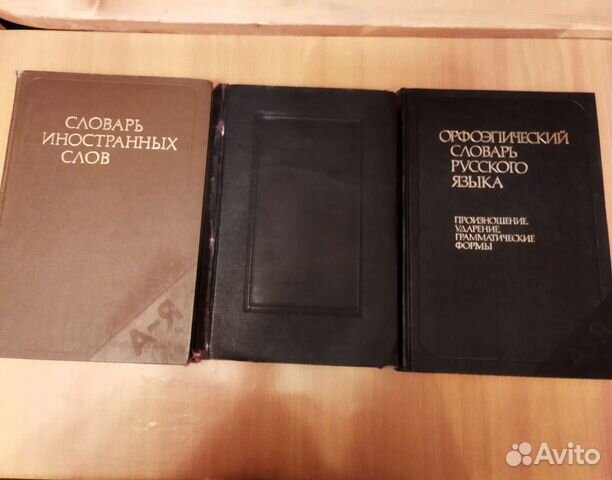 СЛОВАРЬ
ИНОСТРАННЫХ
СЛОВ
А-Я
ОРФОЭПИЧЕСКИЙ
СЛОВАРЬ
РУССКОГО
ЯЗЫКА
ПРОИЗНОШЕНИЕ,
УДАРЕНИЕ,
ГРАММАТИЧЕСКИЕ
ФОРМЫ
Avito